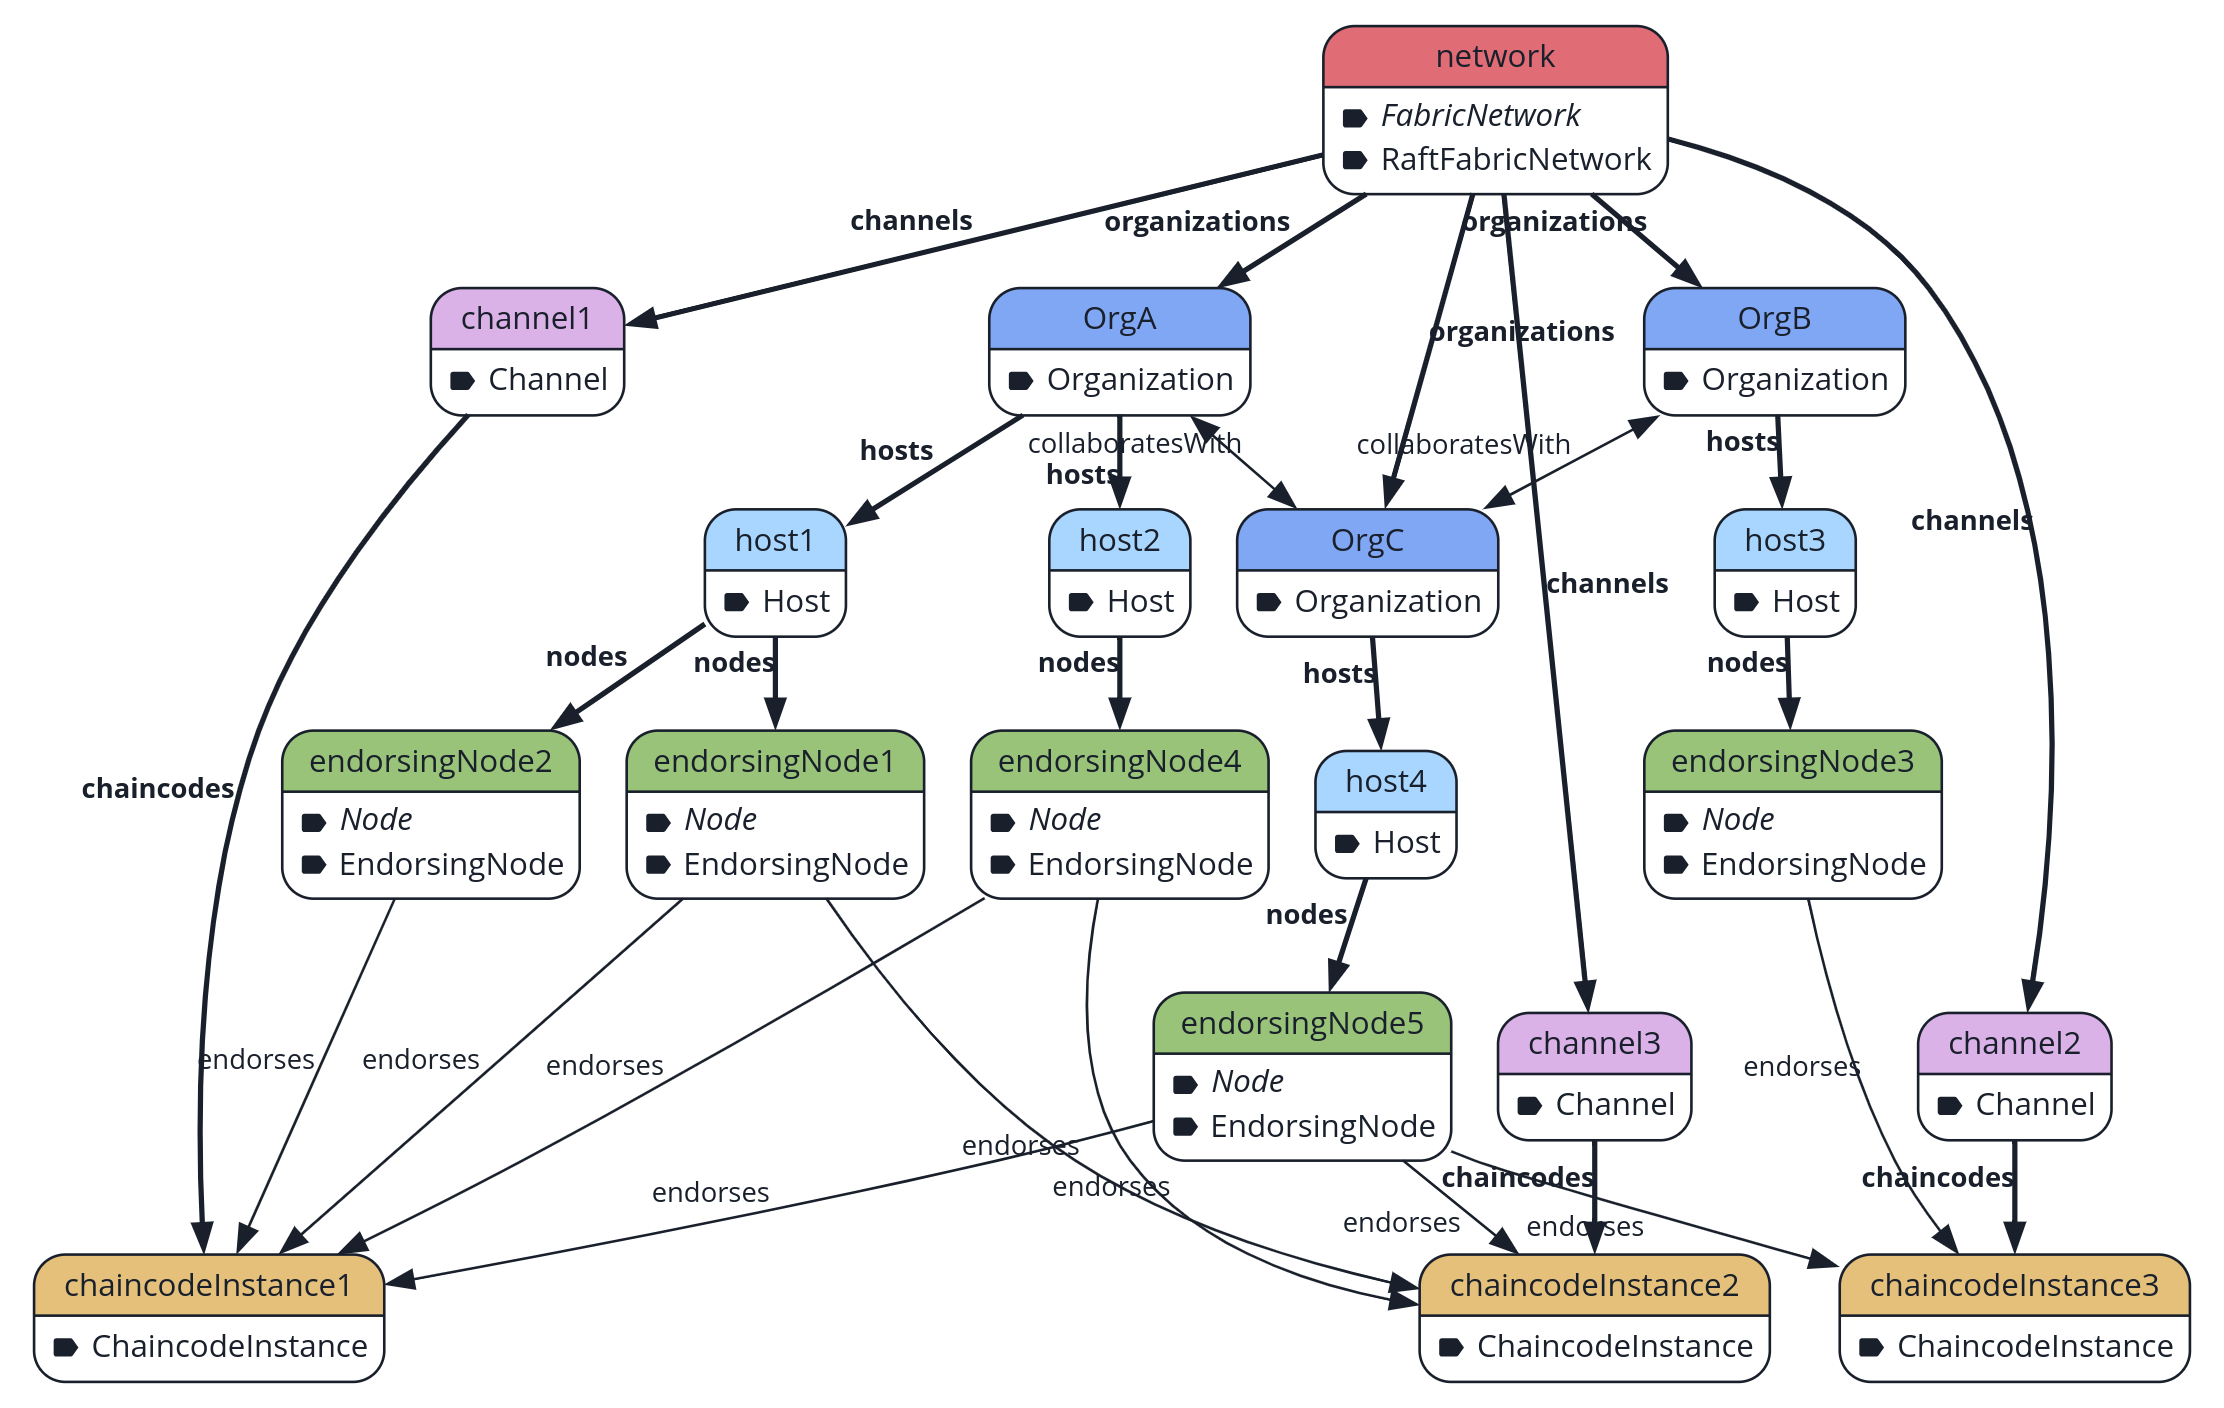 network
FabricNetwork
RaftFabricNetwork
channels
organizations
organizations
channel1
Channel
OrgA
Organization
organizations
OrgB
Organization
hosts
collaboratesWith
hosts
collaboratesWith
hosts
channels
host1
Host
host2
Host
OrgC
Organization
channels
host3
Host
nodes
nodes
nodes
hosts
nodes
chaincodes
endorsingNode2
Node
EndorsingNode
endorsingNode1
Node
EndorsingNode
endorsingNode4
Node
EndorsingNode
host4
Host
endorsingNode3
Node
EndorsingNode
nodes
endorses
endorses
endorses
endorsingNode5
Node
EndorsingNode
channel3
Channel
endorses
channel2
Channel
endorses
endorses
endorses
chaincodes
chaincodes
endorses
endorses
chaincodeInstance1
ChaincodeInstance
chaincodeInstance2
ChaincodeInstance
chaincodeInstance3
ChaincodeInstance